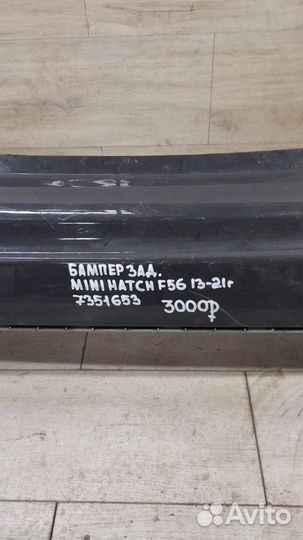 БАМПЕР ЗАД.
MINI HATCH F56 13-21г
7351653 3000₽
Avito